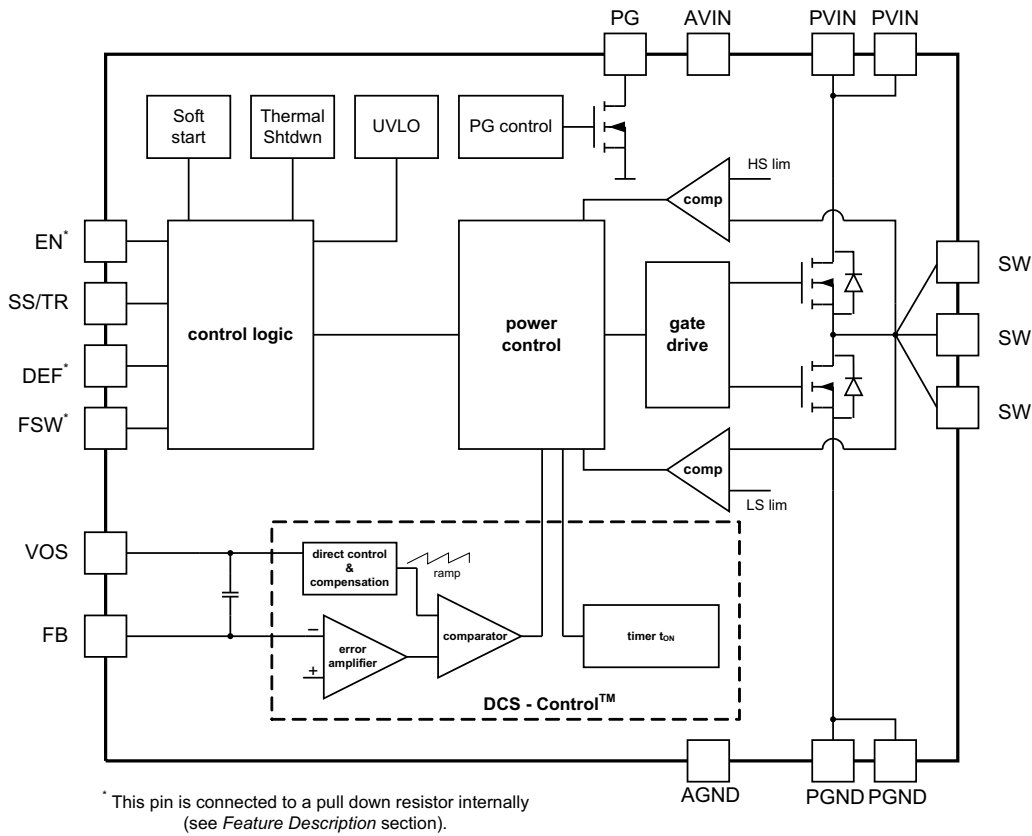 PG
AVIN
PVIN
PVIN
Soft
start
Thermal
Shtdwn
UVLO
PG control
HS lim
comp
EN*
SS/TR
DEF*
FSW*
control logic
power
control
gate
drive
SW
SW
SW
comp
LS lim
VOS
FB
direct control
&
compensation
ramp
error
amplifier
comparator
timer tON
DCS - Control™
AGND
PGND
PGND
* This pin is connected to a pull down resistor internally
(see Feature Description section).